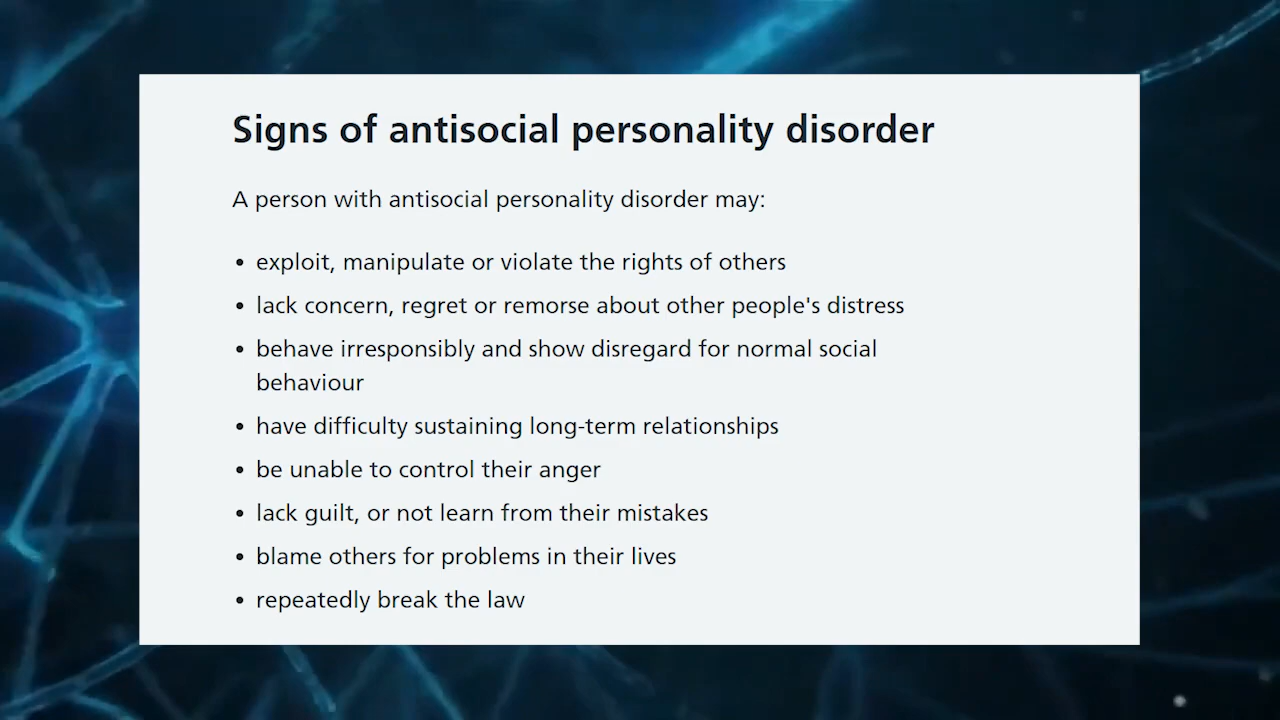 Signs of antisocial personality disorder
A person with antisocial personality disorder may:
• exploit, manipulate or violate the rights of others
• lack concern, regret or remorse about other people's distress
• behave irresponsibly and show disregard for normal social
behaviour
• have difficulty sustaining long-term relationships
• be unable to control their anger
• lack guilt, or not learn from their mistakes
• blame others for problems in their lives
• repeatedly break the law